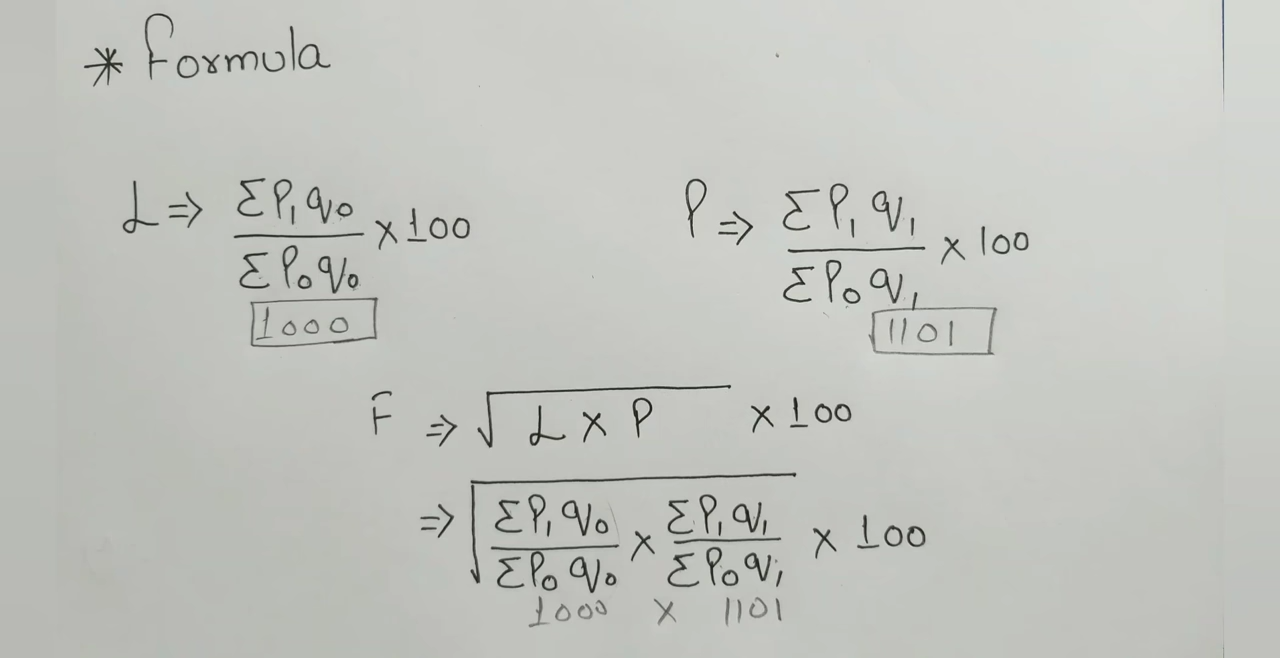 * Formula
L ⇒ ΣP₁q₀ / ΣP₀q₀ × 100
1000
P ⇒ ΣP₁q₁ / ΣP₀q₁ × 100
1101
F ⇒ √(L × P) × 100
⇒ √(ΣP₁q₀ / ΣP₀q₀ × ΣP₁q₁ / ΣP₀q₁) × 100
1000 × 1101